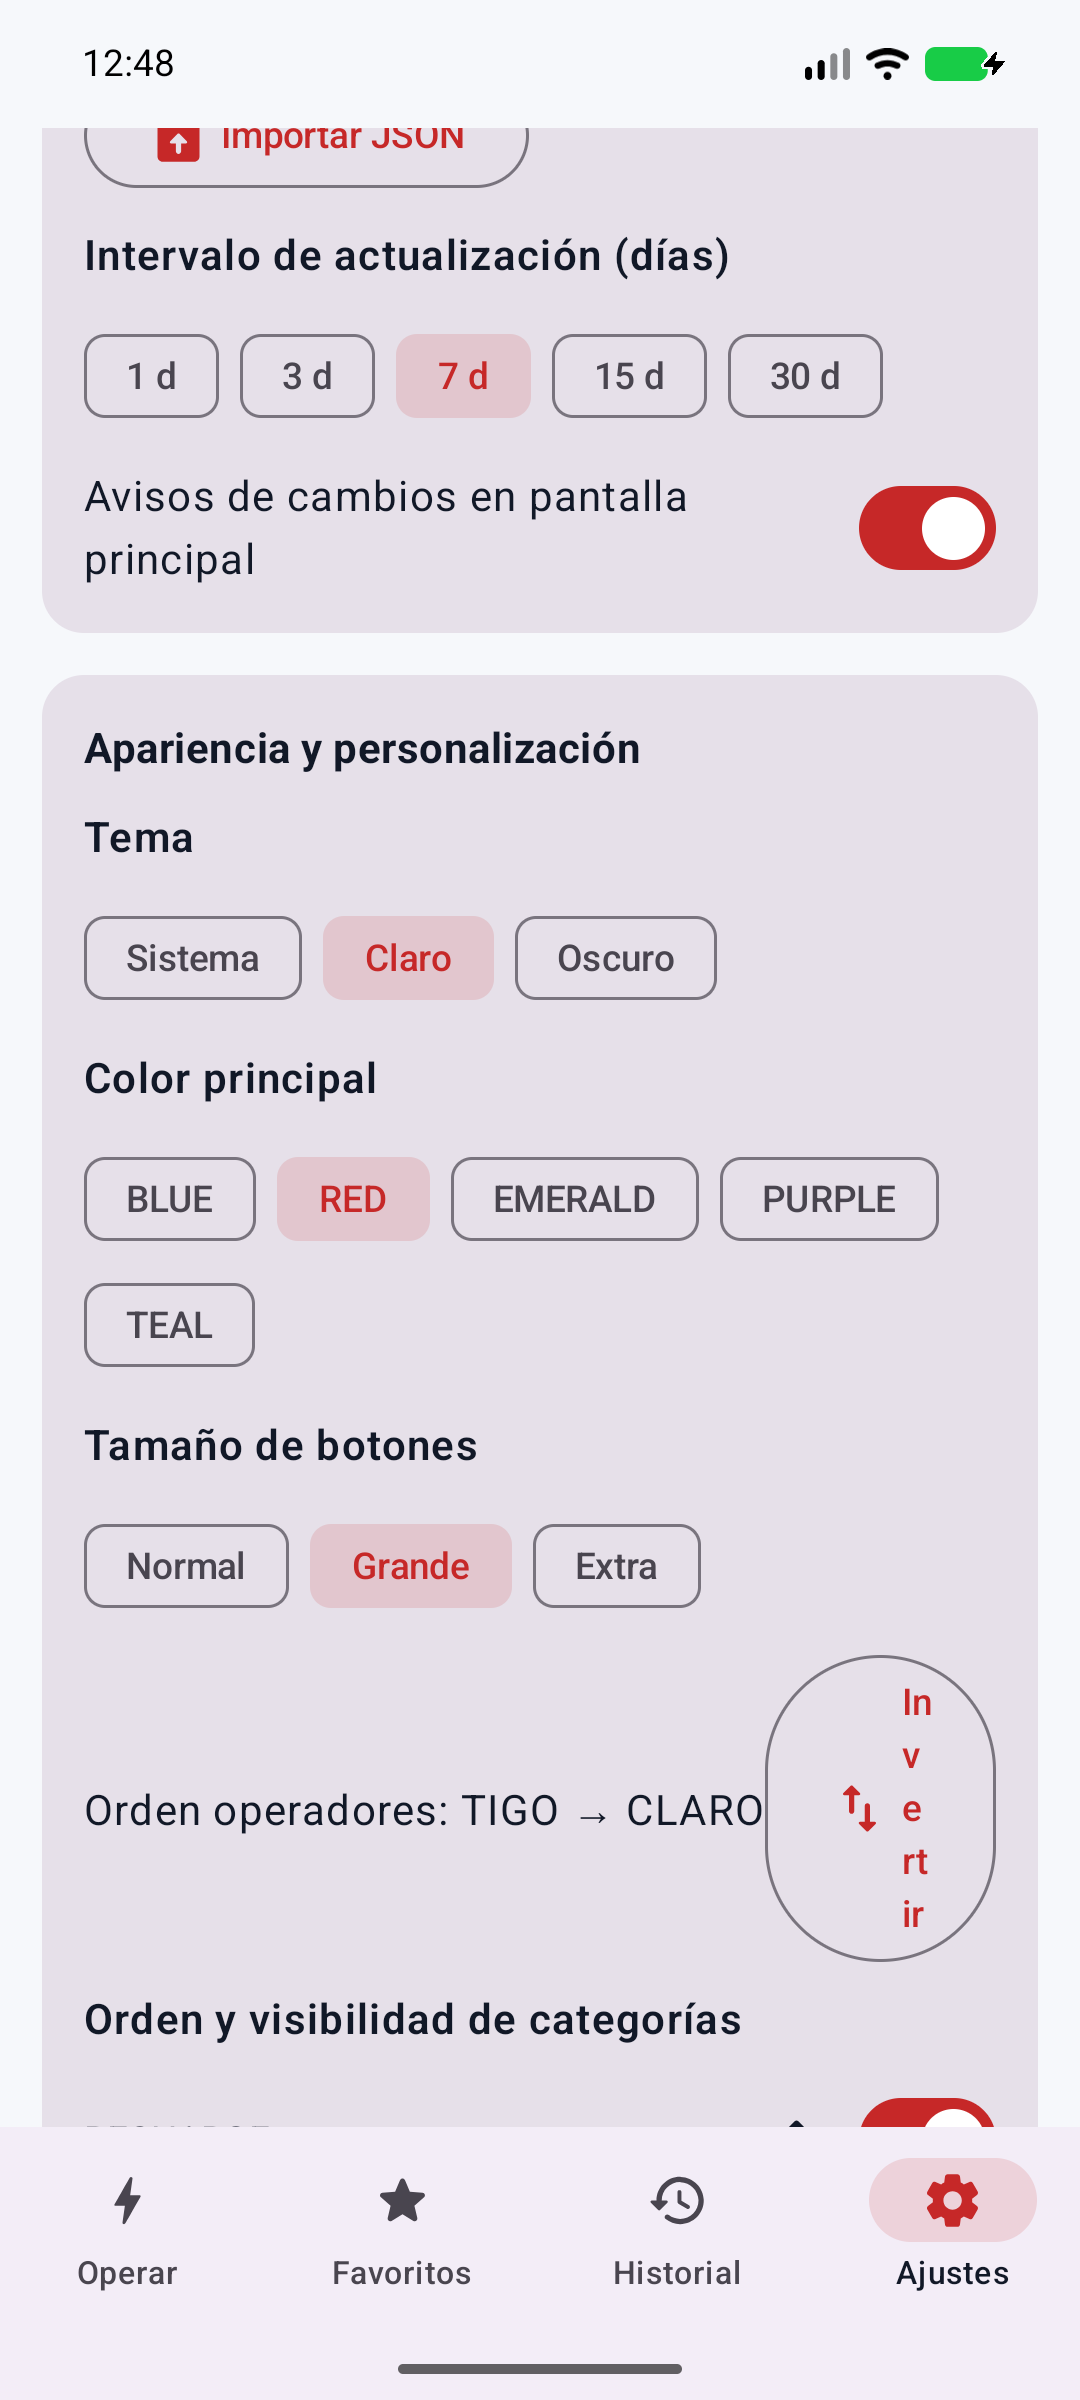 12:48
Importar JSON
Intervalo de actualización (días)
1 d
3 d
7 d
15 d
30 d
Avisos de cambios en pantalla
principal
Apariencia y personalización
Tema
Sistema
Claro
Oscuro
Color principal
BLUE
RED
EMERALD
PURPLE
TEAL
Tamaño de botones
Normal
Grande
Extra
Orden operadores: TIGO → CLARO
In
v
e
rt
ir
Orden y visibilidad de categorías
Operar
Favoritos
Historial
Ajustes